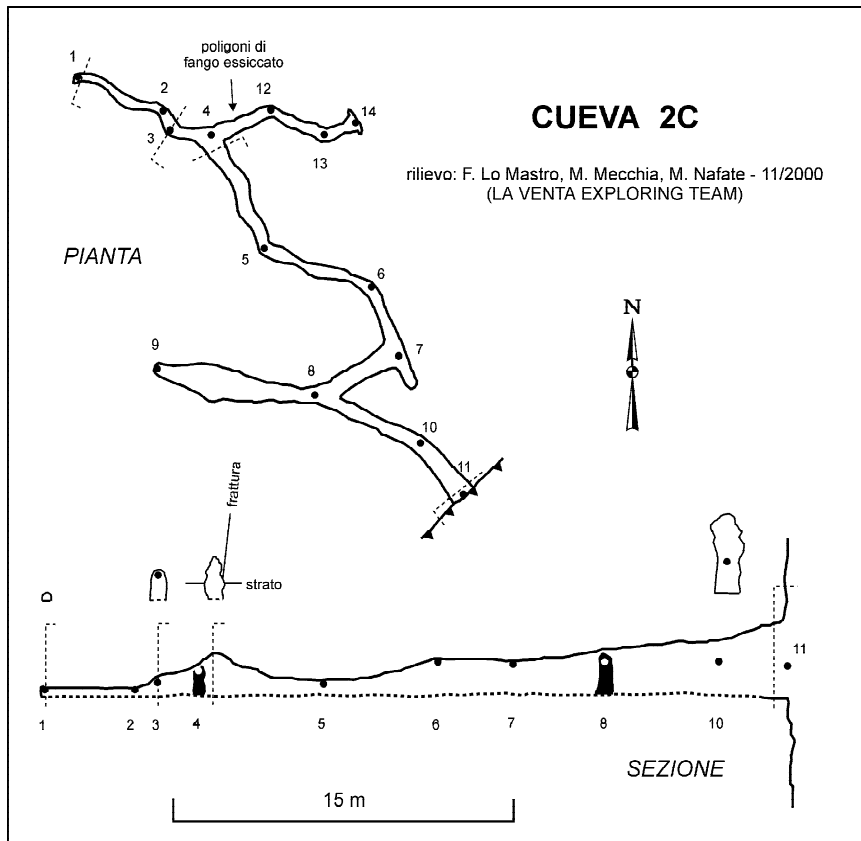 1
poligoni di
fango essiccato
2
12
3
4
13
14
CUEVA 2C
rilievo: F. Lo Mastro, M. Mecchia, M. Nafate - 11/2000
(LA VENTA EXPLORING TEAM)
PIANTA
5
6
N
9
8
7
10
11
frattura
strato
11
1
2
3
4
5
6
7
8
10
SEZIONE
15 m